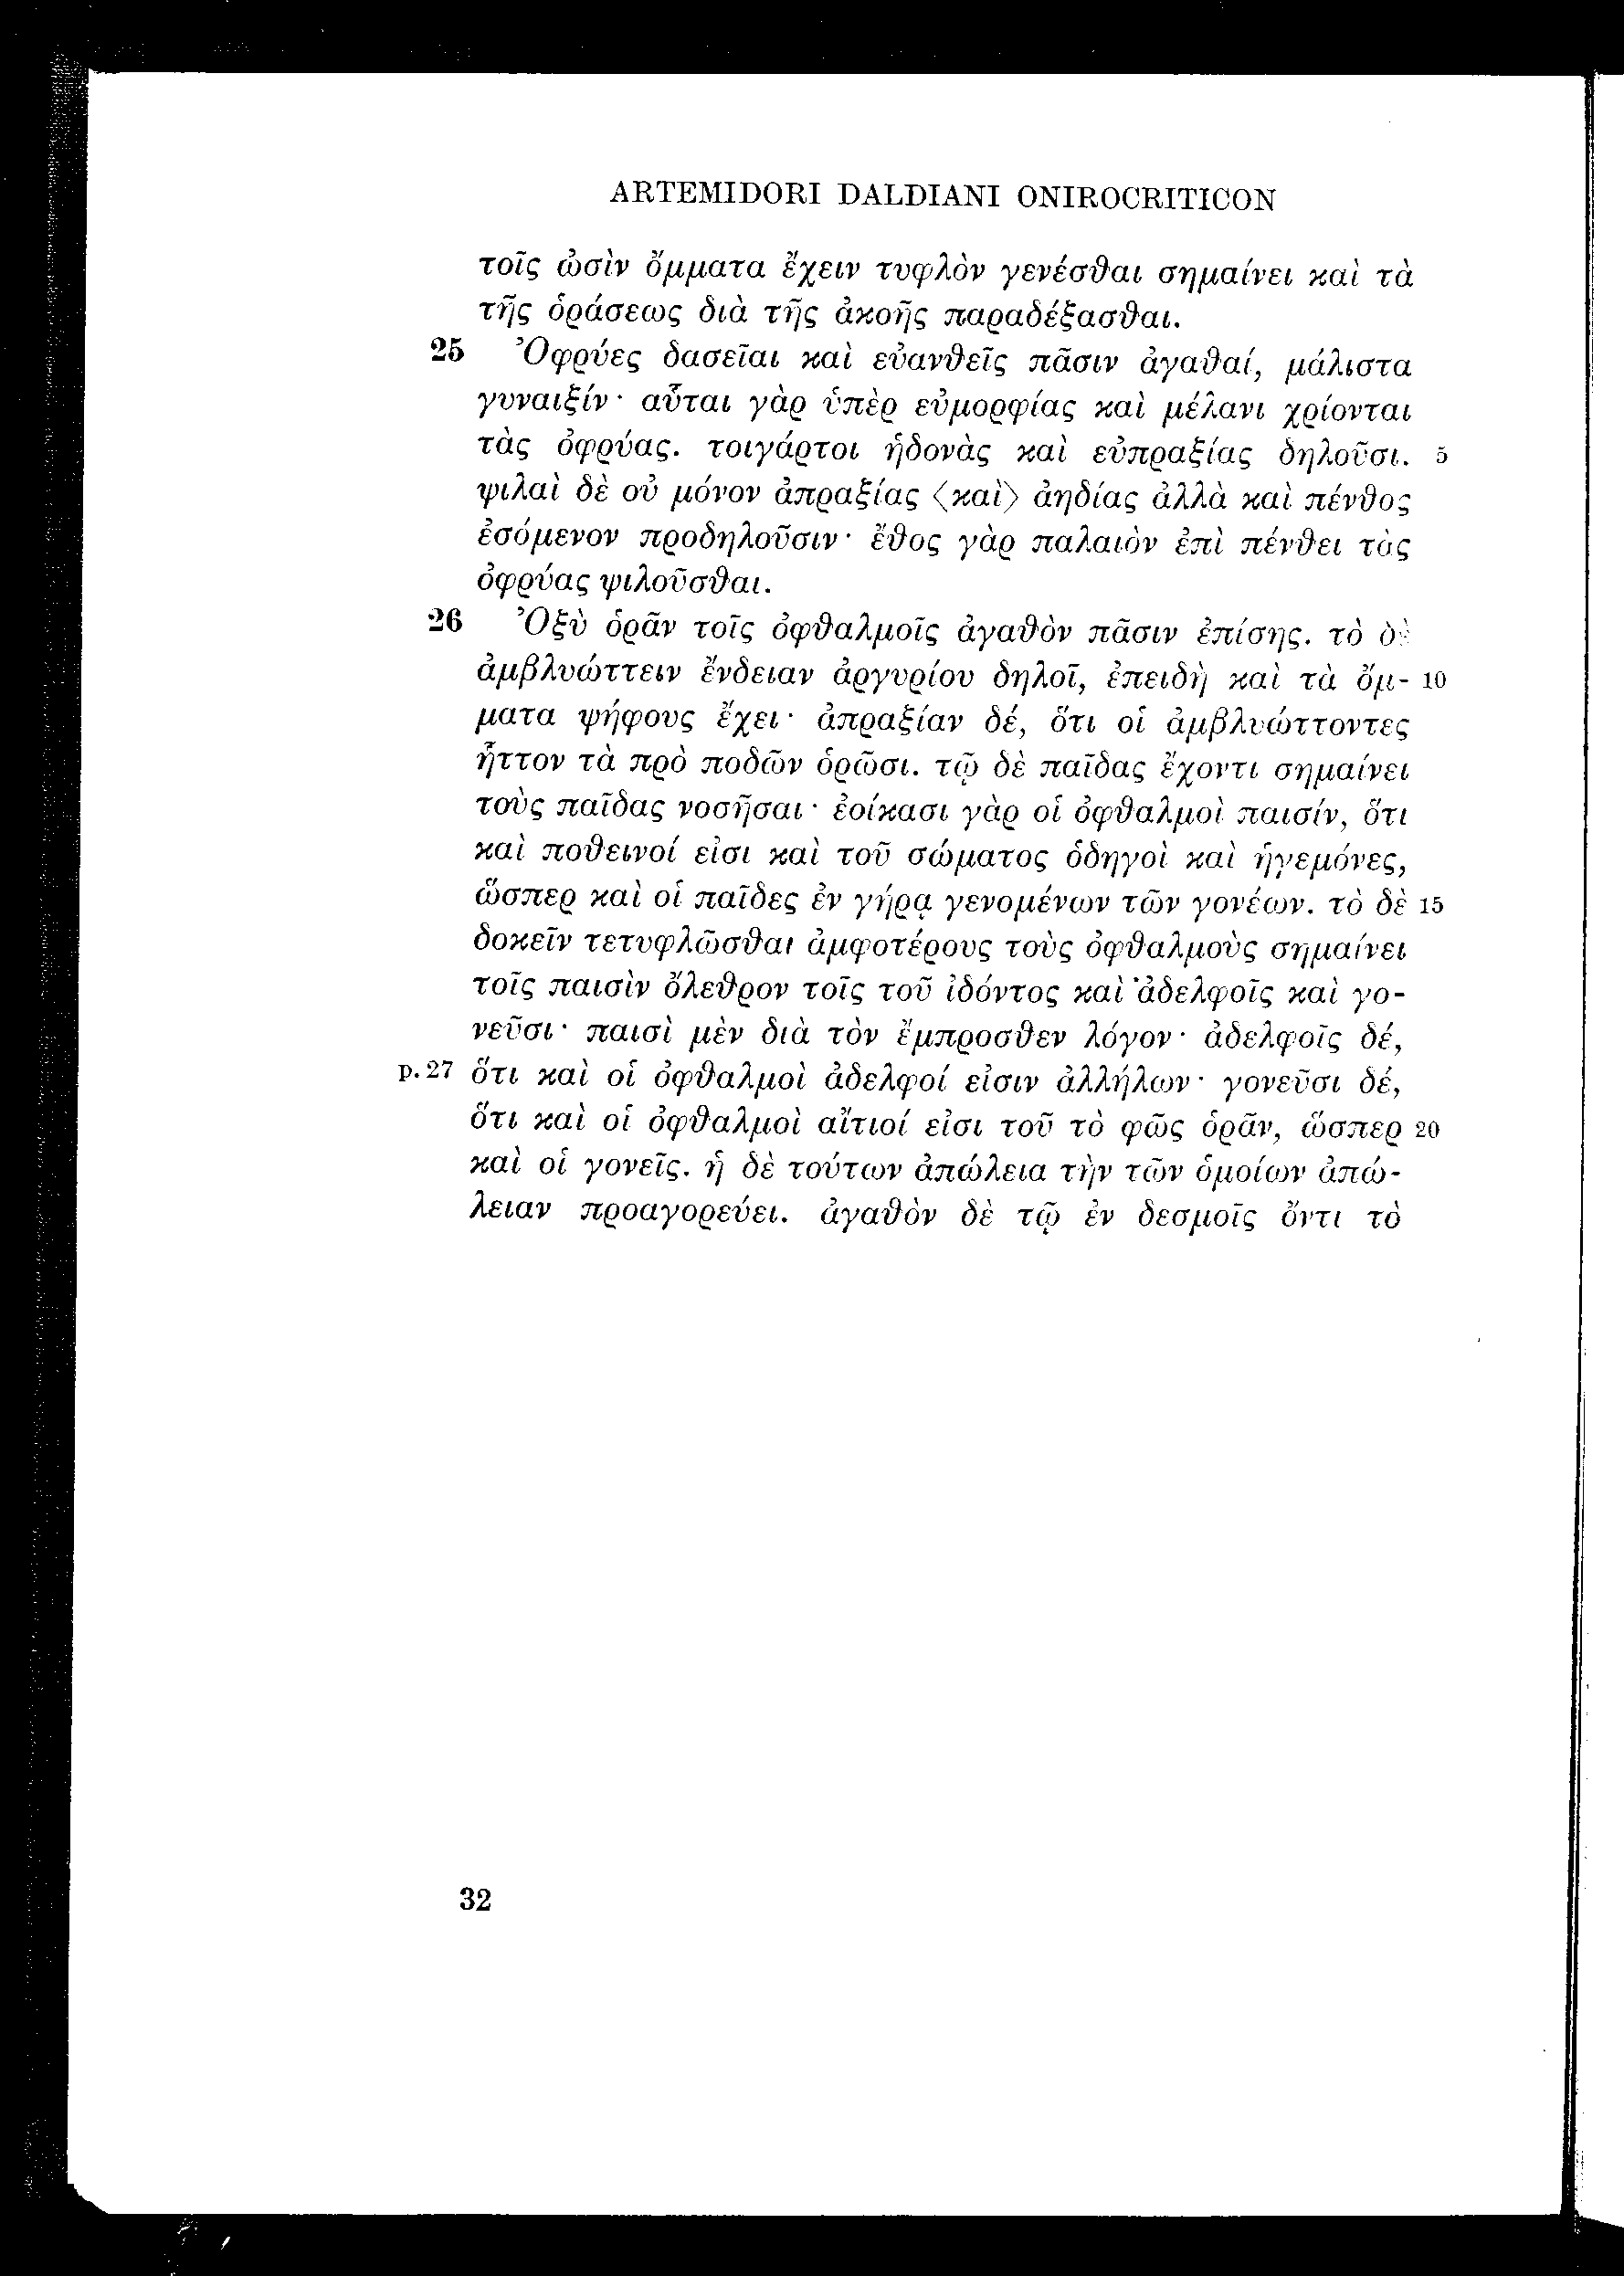 ARTEMIDORI DALDIANI ONIROCRITICON
τοῖς ὠσὶν ὄμματα ἔχειν τυφλὸν γενέσθαι σημαίνει καὶ τὰ
τῆς ὁράσεως διὰ τῆς ἀκοῆς παραδέξασθαι.
25 Ὀφρύες δασεῖαι καὶ εὐανθεῖς πᾶσιν ἀγαθαί, μάλιστα
γυναιξίν· αὗται γὰρ ὑπὲρ εὐμορφίας καὶ μέλανι χρίονται
τὰς ὀφρύας. τοιγάρτοι ἡδονὰς καὶ εὐπραξίας δηλοῦσι. 5
ψιλαὶ δὲ οὐ μόνον ἀπραξίας ⟨καὶ⟩ ἀηδίας ἀλλὰ καὶ πένθος
ἐσόμενον προδηλοῦσιν· ἔθος γὰρ παλαιὸν ἐπὶ πένθει τὰς
ὀφρύας ψιλοῦσθαι.
26 Ὀξὺ ὁρᾶν τοῖς ὀφθαλμοῖς ἀγαθὸν πᾶσιν ἐπίσης. τὸ δὲ
ἀμβλυώττειν ἔνδειαν ἀργυρίου δηλοῖ, ἐπειδὴ καὶ τὰ ὄμ- 10
ματα ψήφους ἔχει· ἀπραξίαν δέ, ὅτι οἱ ἀμβλυώττοντες
ἧττον τὰ πρὸ ποδῶν ὁρῶσι. τῷ δὲ παῖδας ἔχοντι σημαίνει
τοὺς παῖδας νοσῆσαι· ἐοίκασι γὰρ οἱ ὀφθαλμοὶ παισίν, ὅτι
καὶ ποθεινοί εἰσι καὶ τοῦ σώματος ὁδηγοὶ καὶ ἡγεμόνες,
ὥσπερ καὶ οἱ παῖδες ἐν γήρᾳ γενομένων τῶν γονέων. τὸ δὲ 15
δοκεῖν τετυφλῶσθαι ἀμφοτέρους τοὺς ὀφθαλμοὺς σημαίνει
τοῖς παισὶν ὄλεθρον τοῖς τοῦ ἰδόντος καὶ ἀδελφοῖς καὶ γο-
νεῦσι· παισὶ μὲν διὰ τὸν ἔμπροσθεν λόγον· ἀδελφοῖς δέ,
p.27 ὅτι καὶ οἱ ὀφθαλμοὶ ἀδελφοί εἰσιν ἀλλήλων· γονεῦσι δέ,
ὅτι καὶ οἱ ὀφθαλμοὶ αἴτιοί εἰσι τοῦ τὸ φῶς ὁρᾶν, ὥσπερ 20
καὶ οἱ γονεῖς. ἡ δὲ τούτων ἀπώλεια τὴν τῶν ὁμοίων ἀπώ-
λειαν προαγορεύει. ἀγαθὸν δὲ τῷ ἐν δεσμοῖς ὄντι τὸ
32